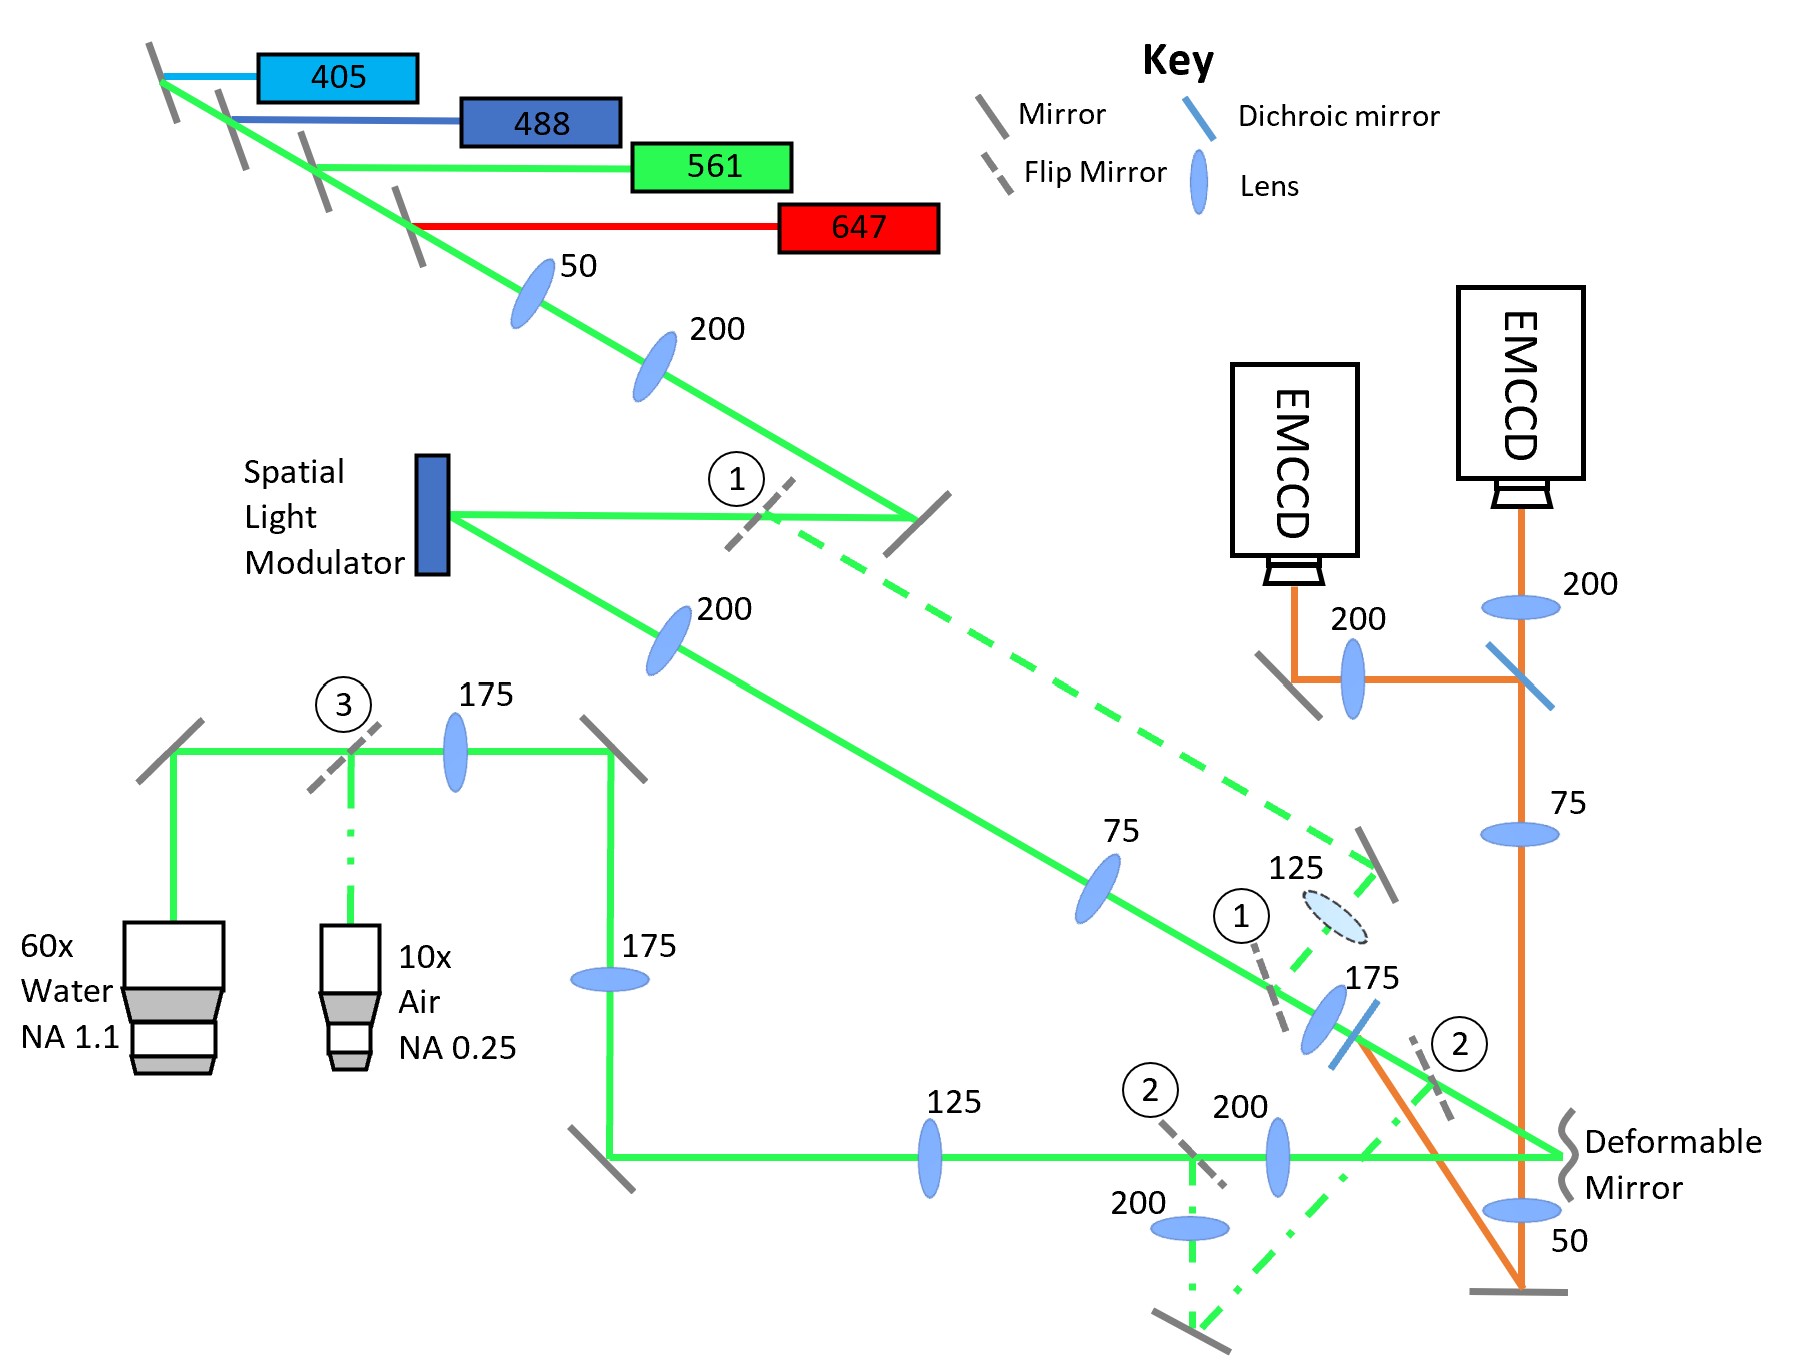 405
488
561
647
Key
Mirror
Dichroic mirror
Flip Mirror
Lens
50
200
EMCCD
EMCCD
1
Spatial
Light
Modulator
200
200
200
3
175
75
75
125
1
175
60x
Water
NA 1.1
10x
Air
NA 0.25
175
2
2
125
200
Deformable
Mirror
200
50